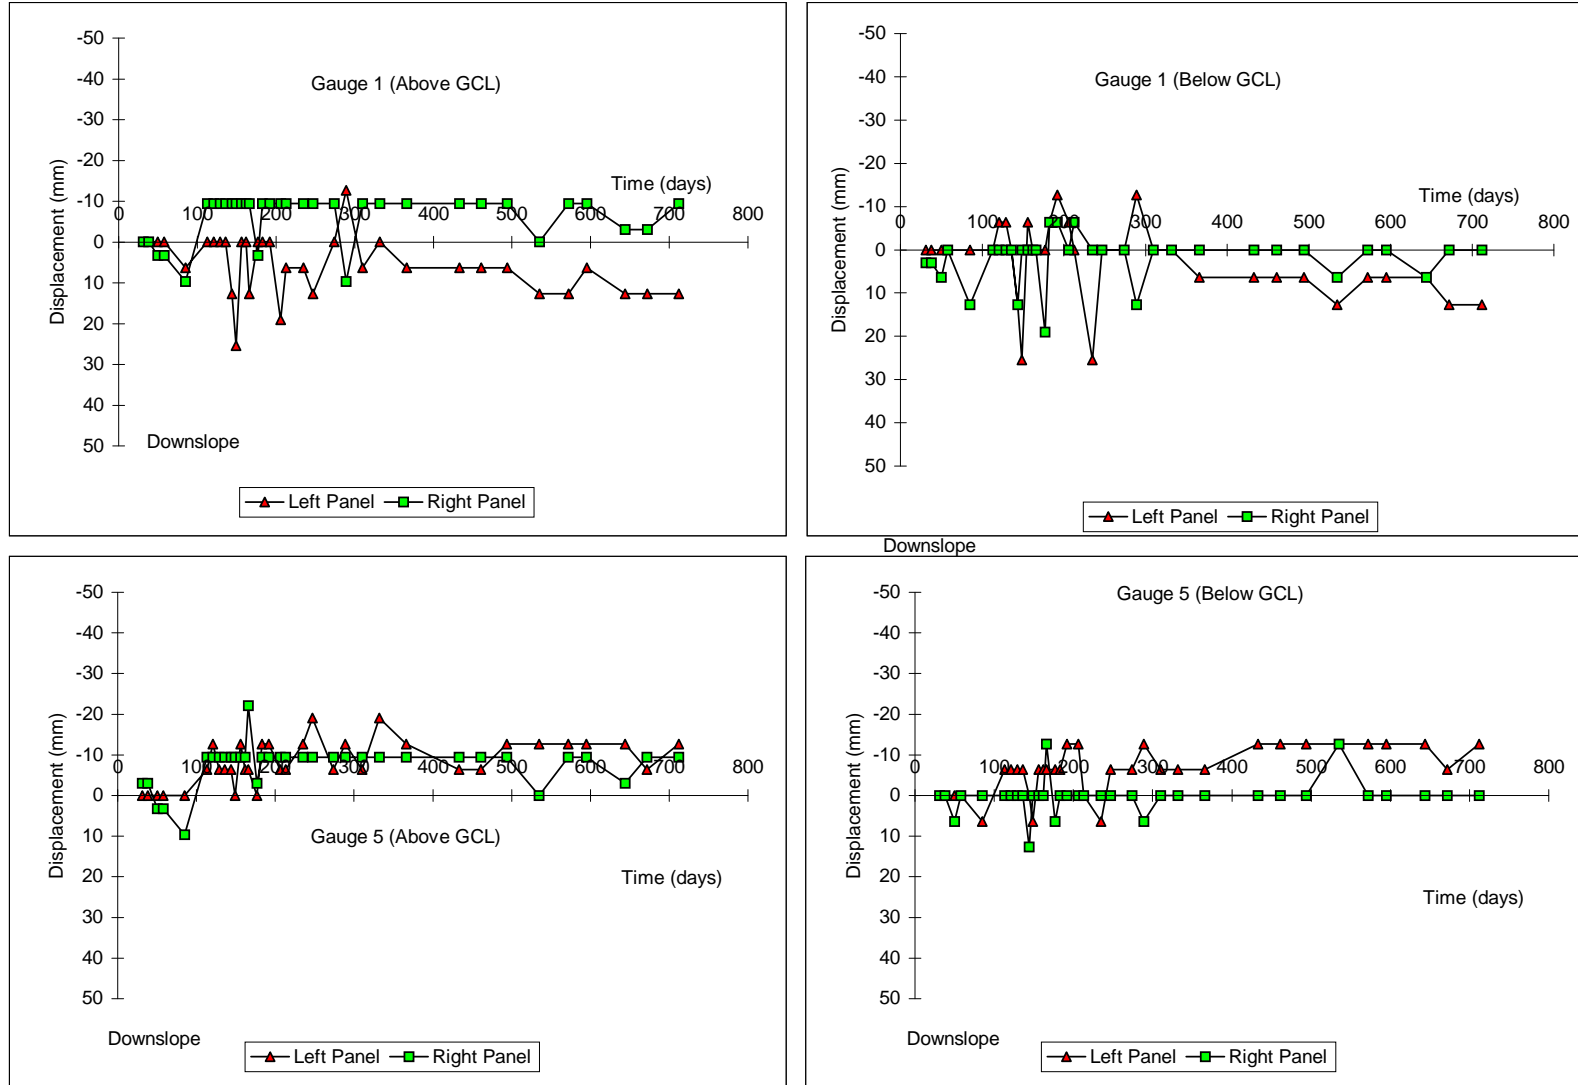 Gauge 1 (Above GCL)
-50
-40
-30
-20
-10
0
10
20
30
40
50
Displacement (mm)
0 100 200 300 400 500 600 700 800
Time (days)
Downslope
Left Panel Right Panel
Gauge 1 (Below GCL)
-50
-40
-30
-20
-10
0
10
20
30
40
50
Displacement (mm)
0 100 200 300 400 500 600 700 800
Time (days)
Left Panel Right Panel
Downslope
-50
-40
-30
-20
-10
0
10
20
30
40
50
Displacement (mm)
0 100 200 300 400 500 600 700 800
Gauge 5 (Above GCL)
Time (days)
Downslope
Left Panel Right Panel
Gauge 5 (Below GCL)
-50
-40
-30
-20
-10
0
10
20
30
40
50
Displacement (mm)
0 100 200 300 400 500 600 700 800
Time (days)
Downslope
Left Panel Right Panel